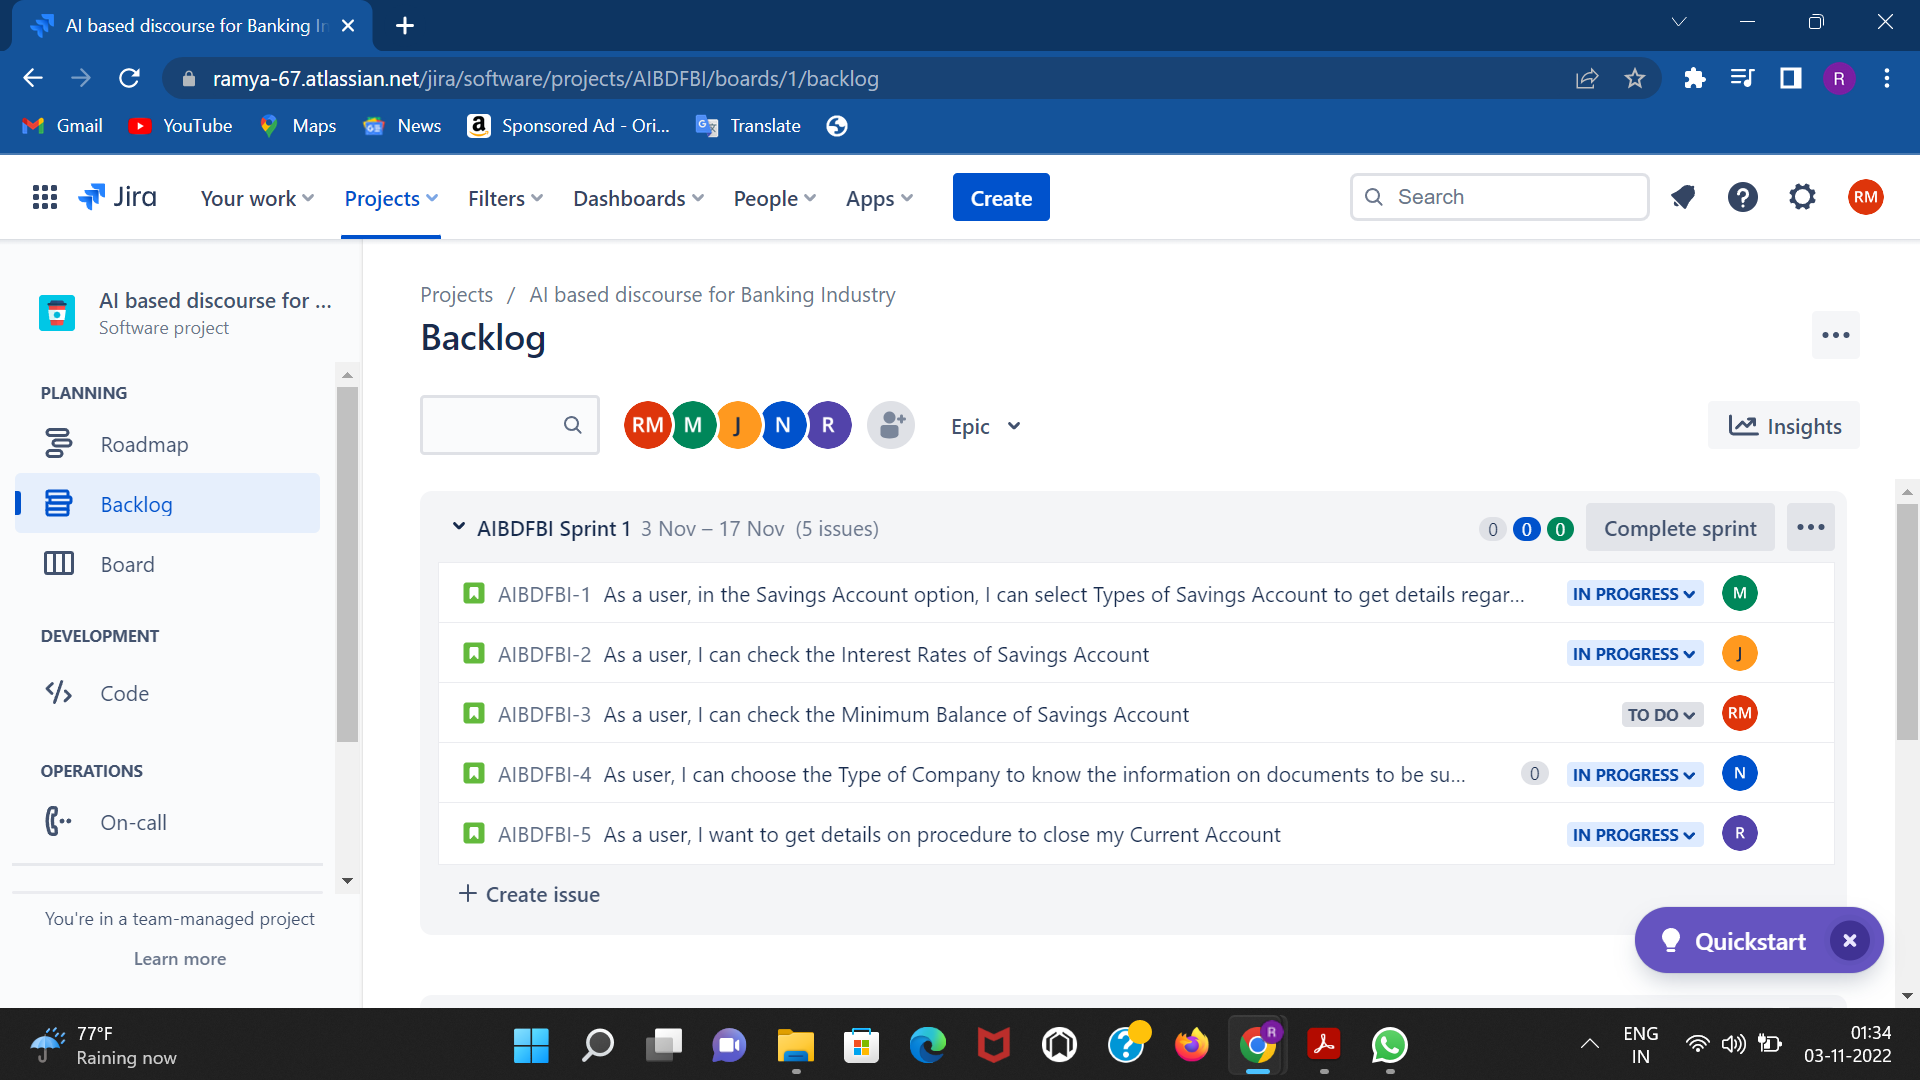 AI based discourse for Banking In
ramya-67.atlassian.net/jira/software/projects/AIBDFBI/boards/1/backlog
R
Gmail
YouTube
Maps
News
Sponsored Ad - Ori...
Translate
Jira
Your work
Projects
Filters
Dashboards
People
Apps
Create
Search
RM
AI based discourse for ...
Software project
PLANNING
Roadmap
Backlog
Board
DEVELOPMENT
Code
OPERATIONS
On-call
You're in a team-managed project
Learn more
Projects / AI based discourse for Banking Industry
Backlog
RM M J N R
Epic
Insights
AIBDFBI Sprint 1 3 Nov – 17 Nov (5 issues)
0 0 0
Complete sprint
AIBDFBI-1 As a user, in the Savings Account option, I can select Types of Savings Account to get details regar... IN PROGRESS M
AIBDFBI-2 As a user, I can check the Interest Rates of Savings Account IN PROGRESS J
AIBDFBI-3 As a user, I can check the Minimum Balance of Savings Account TO DO RM
AIBDFBI-4 As user, I can choose the Type of Company to know the information on documents to be su... 0 IN PROGRESS N
AIBDFBI-5 As a user, I want to get details on procedure to close my Current Account IN PROGRESS R
+ Create issue
Quickstart
77°F
Raining now
R
ENG
IN
01:34
03-11-2022